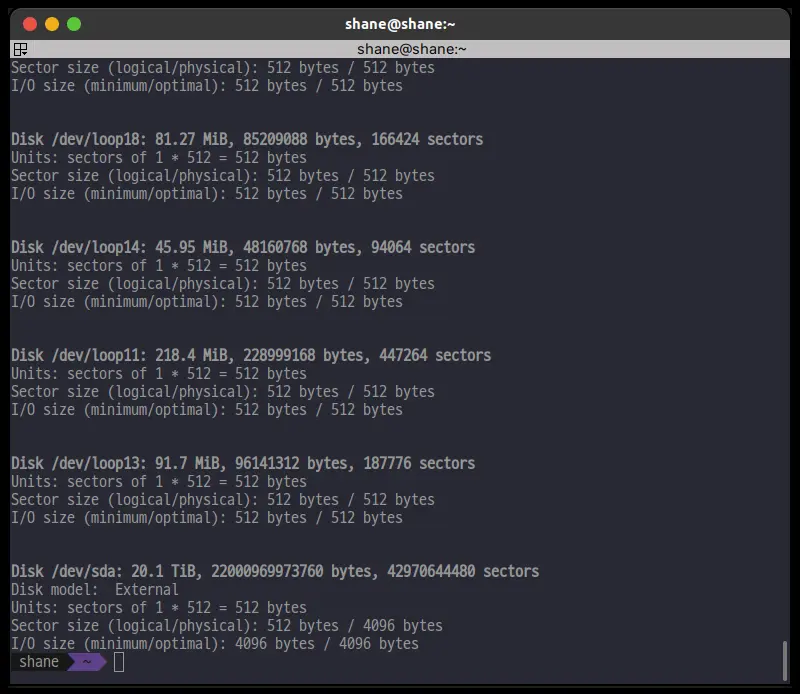 shane@shane:~
shane@shane:~
Sector size (logical/physical): 512 bytes / 512 bytes
I/O size (minimum/optimal): 512 bytes / 512 bytes
Disk /dev/loop18: 81.27 MiB, 85209088 bytes, 166424 sectors
Units: sectors of 1 * 512 = 512 bytes
Sector size (logical/physical): 512 bytes / 512 bytes
I/O size (minimum/optimal): 512 bytes / 512 bytes
Disk /dev/loop14: 45.95 MiB, 48160768 bytes, 94064 sectors
Units: sectors of 1 * 512 = 512 bytes
Sector size (logical/physical): 512 bytes / 512 bytes
I/O size (minimum/optimal): 512 bytes / 512 bytes
Disk /dev/loop11: 218.4 MiB, 228999168 bytes, 447264 sectors
Units: sectors of 1 * 512 = 512 bytes
Sector size (logical/physical): 512 bytes / 512 bytes
I/O size (minimum/optimal): 512 bytes / 512 bytes
Disk /dev/loop13: 91.7 MiB, 96141312 bytes, 187776 sectors
Units: sectors of 1 * 512 = 512 bytes
Sector size (logical/physical): 512 bytes / 512 bytes
I/O size (minimum/optimal): 512 bytes / 512 bytes
Disk /dev/sda: 20.1 TiB, 22000969973760 bytes, 42970644480 sectors
Disk model:  External
Units: sectors of 1 * 512 = 512 bytes
Sector size (logical/physical): 512 bytes / 4096 bytes
I/O size (minimum/optimal): 4096 bytes / 4096 bytes
shane ~